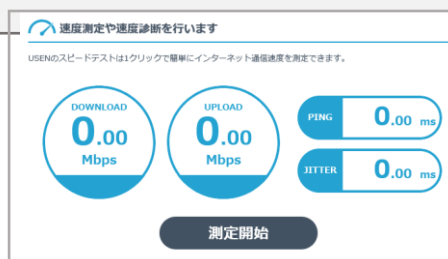 速度測定や速度診断を行います
USENのスピードテストは1クリックで簡単にインターネット通信速度を測定できます。
DOWNLOAD
0.00
Mbps
UPLOAD
0.00
Mbps
PING 0.00 ms
JITTER 0.00 ms
測定開始